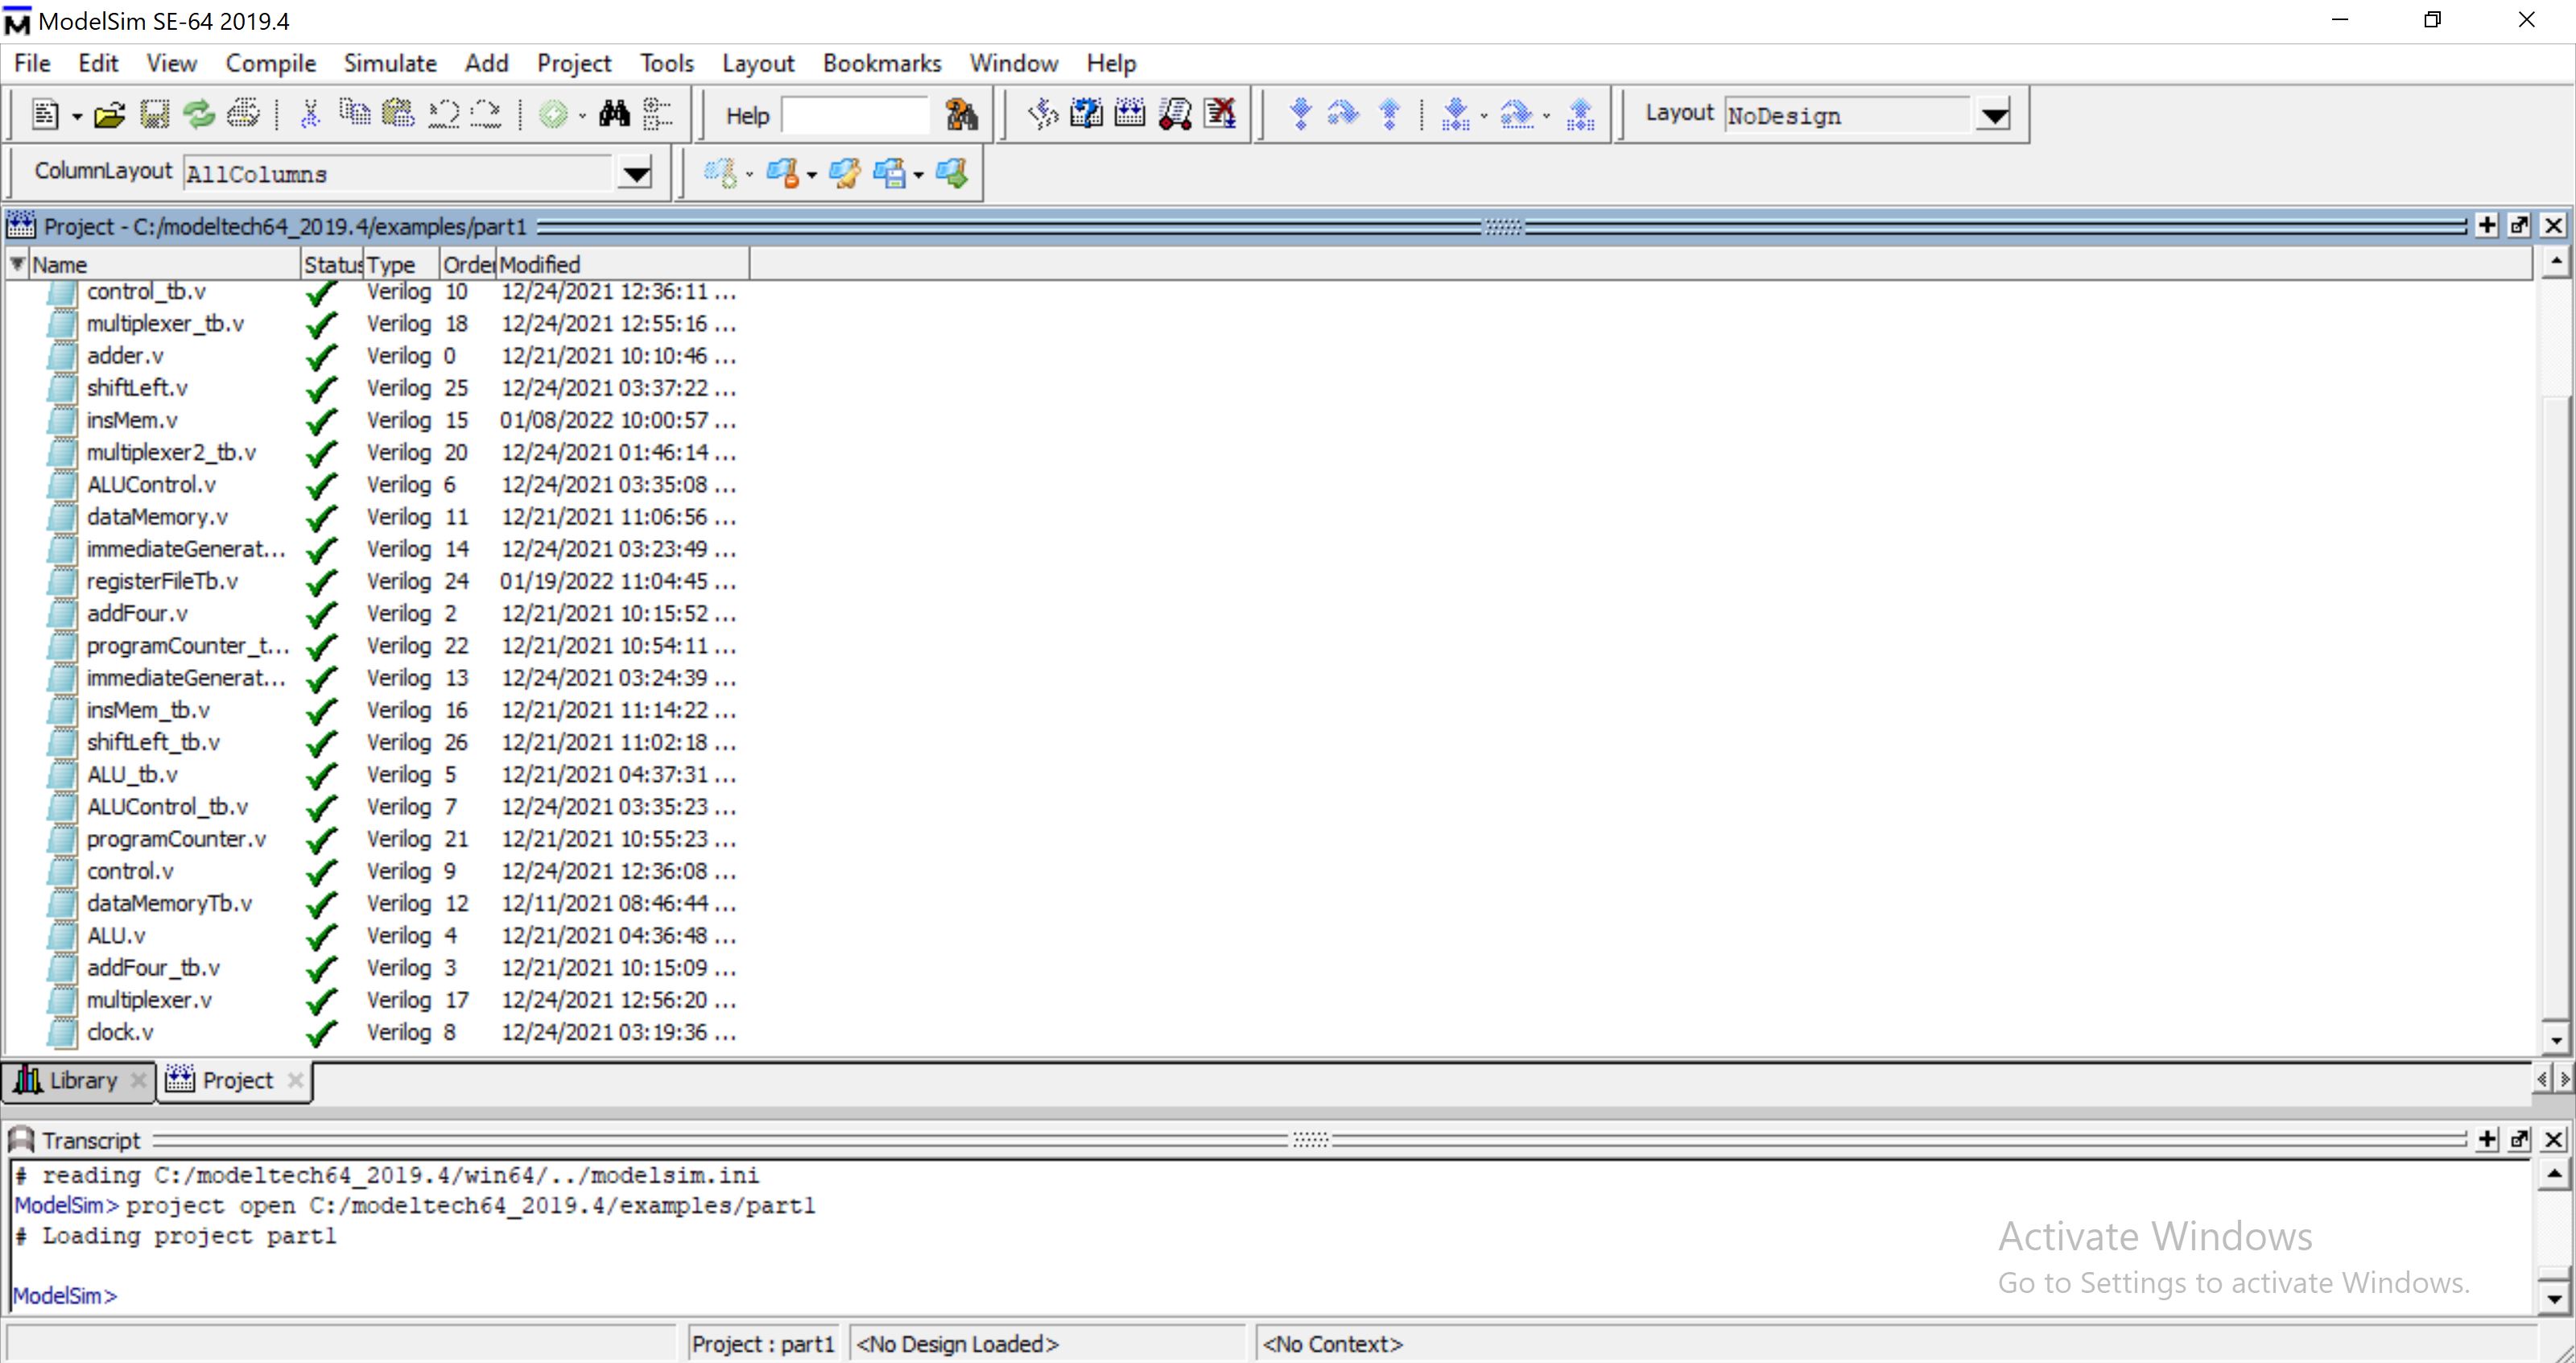 ModelSim SE-64 2019.4
File Edit View Compile Simulate Add Project Tools Layout Bookmarks Window Help
Help
Layout NoDesign
ColumnLayout AllColumns
Project - C:/modeltech64_2019.4/examples/part1
Name Status Type Order Modified
control_tb.v Verilog 10 12/24/2021 12:36:11 ...
multiplexer_tb.v Verilog 18 12/24/2021 12:55:16 ...
adder.v Verilog 0 12/21/2021 10:10:46 ...
shiftLeft.v Verilog 25 12/24/2021 03:37:22 ...
insMem.v Verilog 15 01/08/2022 10:00:57 ...
multiplexer2_tb.v Verilog 20 12/24/2021 01:46:14 ...
ALUControl.v Verilog 6 12/24/2021 03:35:08 ...
dataMemory.v Verilog 11 12/21/2021 11:06:56 ...
immediateGenerat... Verilog 14 12/24/2021 03:23:49 ...
registerFileTb.v Verilog 24 01/19/2022 11:04:45 ...
addFour.v Verilog 2 12/21/2021 10:15:52 ...
programCounter_t... Verilog 22 12/21/2021 10:54:11 ...
immediateGenerat... Verilog 13 12/24/2021 03:24:39 ...
insMem_tb.v Verilog 16 12/21/2021 11:14:22 ...
shiftLeft_tb.v Verilog 26 12/21/2021 11:02:18 ...
ALU_tb.v Verilog 5 12/21/2021 04:37:31 ...
ALUControl_tb.v Verilog 7 12/24/2021 03:35:23 ...
programCounter.v Verilog 21 12/21/2021 10:55:23 ...
control.v Verilog 9 12/24/2021 12:36:08 ...
dataMemoryTb.v Verilog 12 12/11/2021 08:46:44 ...
ALU.v Verilog 4 12/21/2021 04:36:48 ...
addFour_tb.v Verilog 3 12/21/2021 10:15:09 ...
multiplexer.v Verilog 17 12/24/2021 12:56:20 ...
clock.v Verilog 8 12/24/2021 03:19:36 ...
Library Project
Transcript
# reading C:/modeltech64_2019.4/win64/../modelsim.ini
ModelSim> project open C:/modeltech64_2019.4/examples/part1
# Loading project part1
ModelSim>
Activate Windows
Go to Settings to activate Windows.
Project : part1 <No Design Loaded> <No Context>